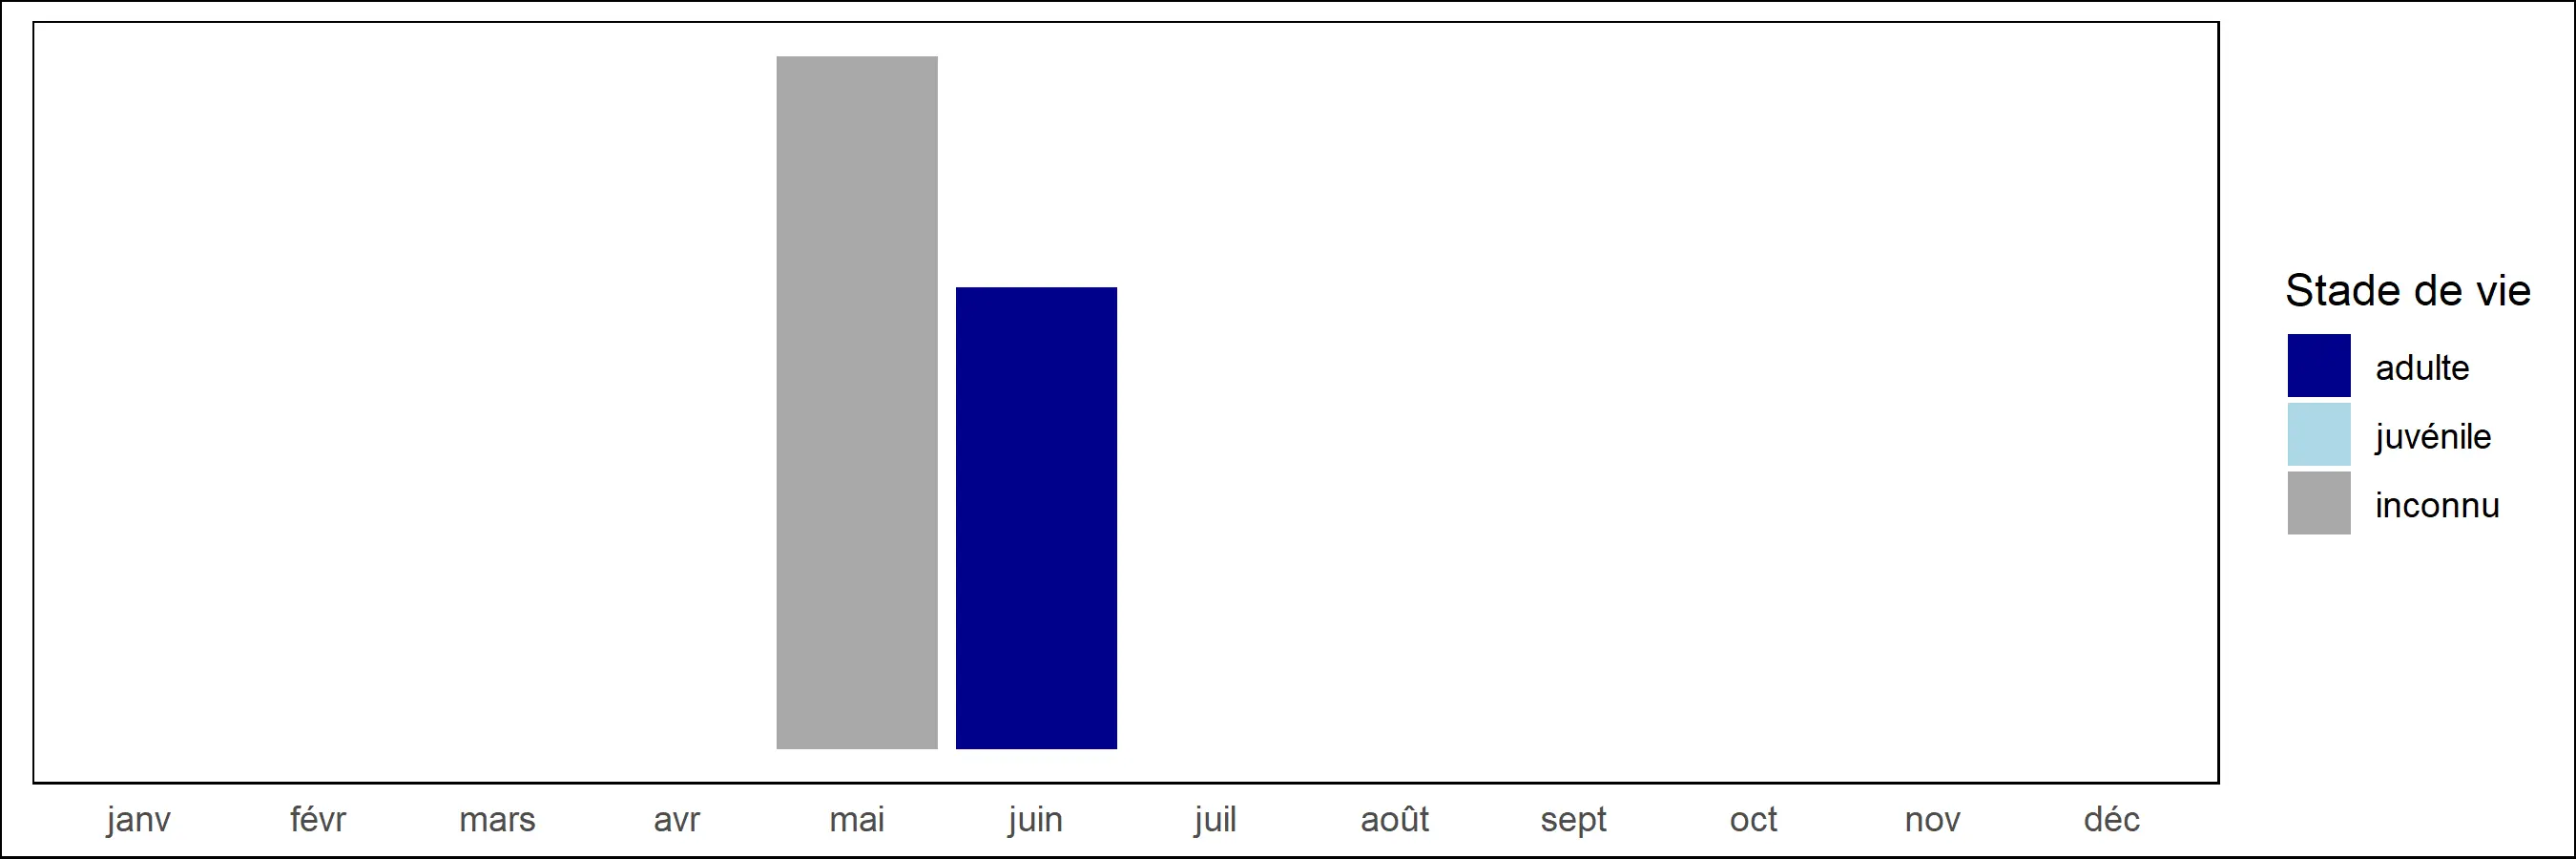 Stade de vie
adulte
juvénile
inconnu
janv févr mars avr mai juin juil août sept oct nov déc